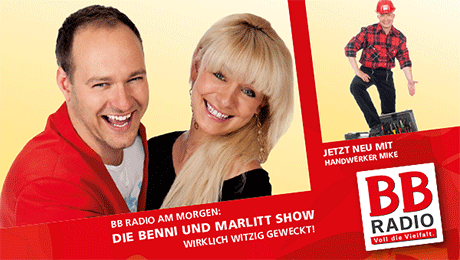 BB RADIO AM MORGEN:
DIE BENNI UND MARLITT SHOW
WIRKLICH WITZIG GEWECKT!
JETZT NEU MIT
HANDWERKER MIKE
BB
RADIO
Voll die Vielfalt.